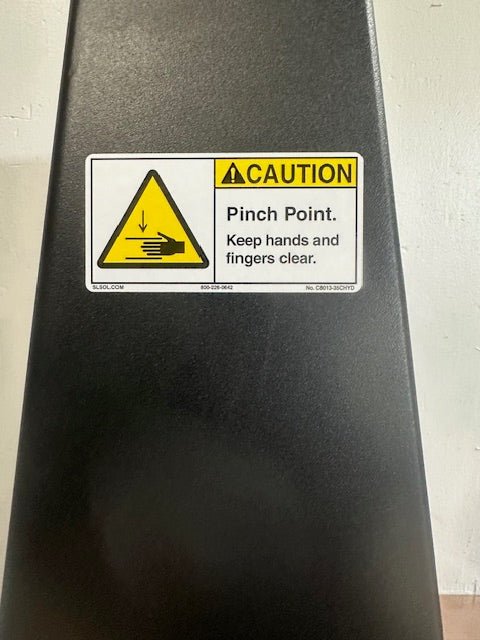 CAUTION
Pinch Point.
Keep hands and
fingers clear.
SLSOL.COM 800-226-0642 No. CB013-35CHYD